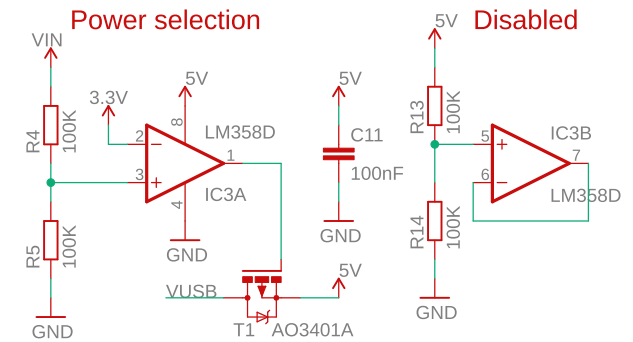 Power selection
Disabled
VIN
R4
100K
R5
100K
GND
3.3V
2
3
5V
8
LM358D
1
IC3A
4
GND
VUSB
T1
AO3401A
5V
5V
C11
100nF
GND
5V
R13
100K
R14
100K
GND
5
6
7
IC3B
LM358D